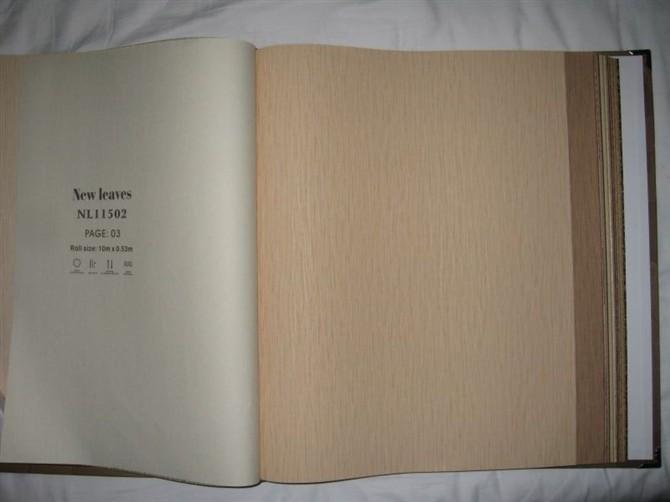 New leaves
NL11502
PAGE: 03
Roll size: 10m x 0.53m